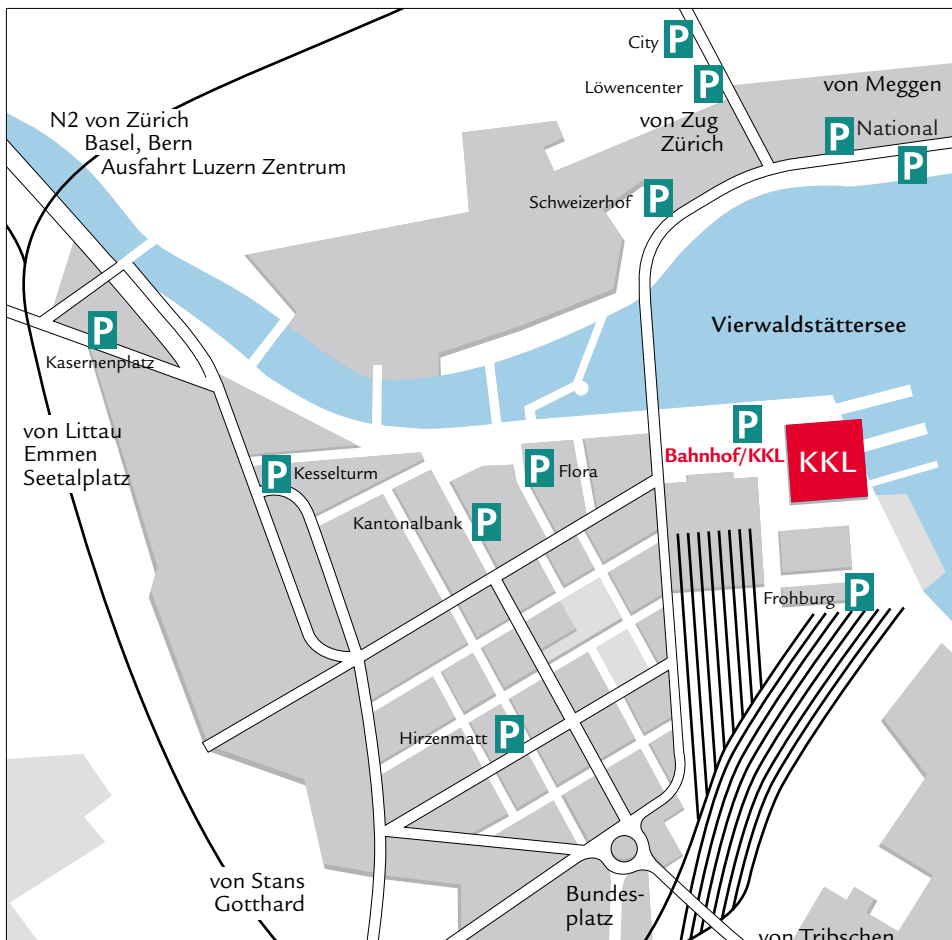 City P
Löwencenter P
von Meggen
N2 von Zürich
Basel, Bern
Ausfahrt Luzern Zentrum
von Zug
Zürich
P National
P
Schweizerhof P
Vierwaldstättersee
P
Kasernenplatz
von Littau
Emmen
Seetalplatz
P
Bahnhof/KKL
KKL
P Kesselturm
P Flora
Kantonalbank P
Frohburg P
Hirzenmatt P
von Stans
Gotthard
Bundes-
platz
von Tribschen